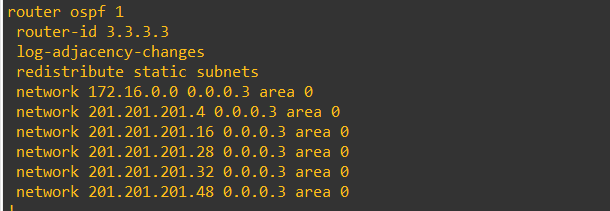 router ospf 1
router-id 3.3.3.3
log-adjacency-changes
redistribute static subnets
network 172.16.0.0 0.0.0.3 area 0
network 201.201.201.4 0.0.0.3 area 0
network 201.201.201.16 0.0.0.3 area 0
network 201.201.201.28 0.0.0.3 area 0
network 201.201.201.32 0.0.0.3 area 0
network 201.201.201.48 0.0.0.3 area 0
!